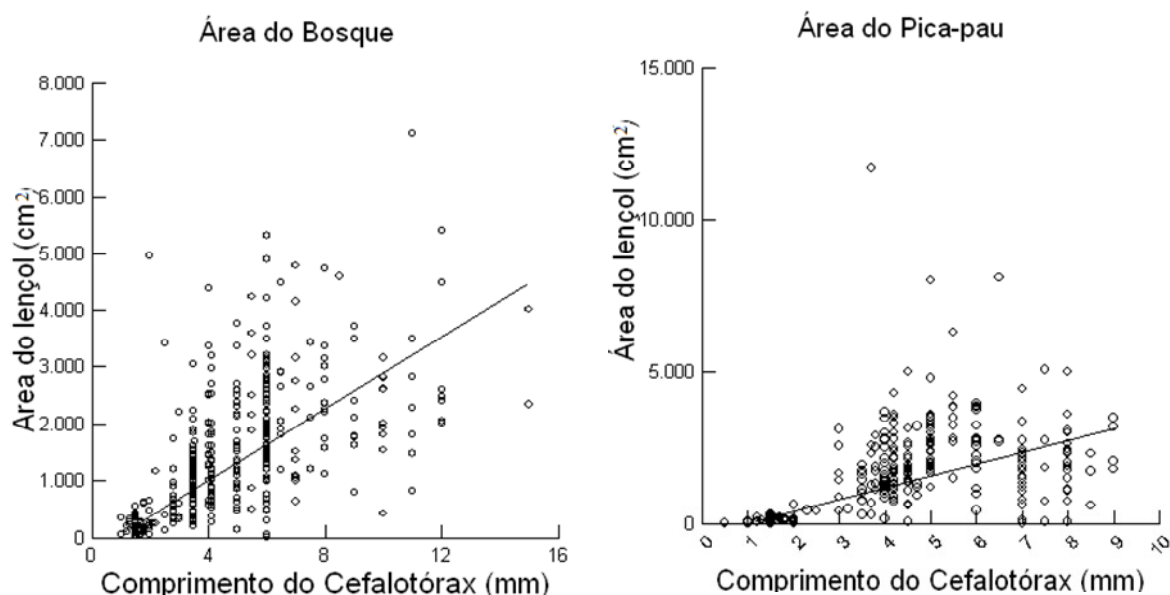 Área do Bosque
8.000
7.000
6.000
5.000
4.000
3.000
2.000
1.000
0
Área do lençol (cm²)
0 4 8 12 16
Comprimento do Cefalotórax (mm)
Área do Pica-pau
15.000
10.000
5.000
0
Área do lençol (cm²)
0 1 2 3 4 5 6 7 8 9 10
Comprimento do Cefalotórax (mm)